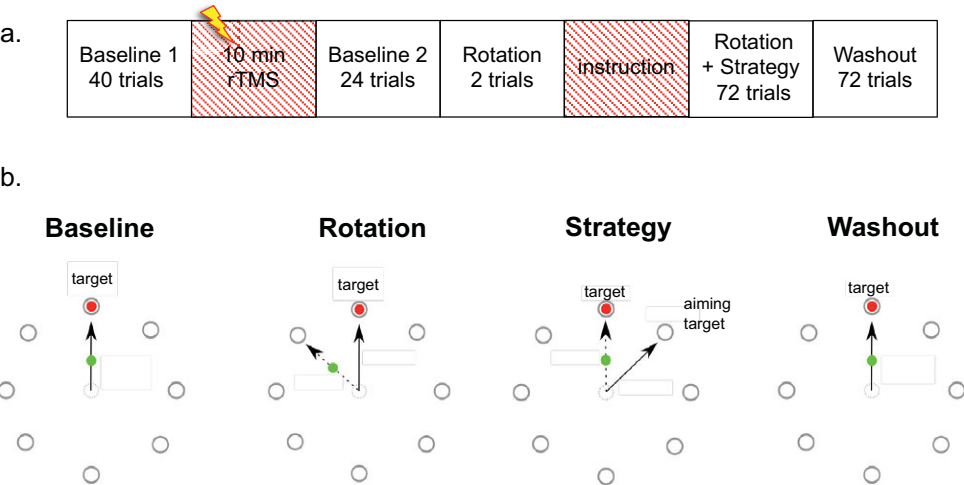 a.
Baseline 1
40 trials
10 min
rTMS
Baseline 2
24 trials
Rotation
2 trials
instruction
Rotation
+ Strategy
72 trials
Washout
72 trials
b.
Baseline
Rotation
Strategy
Washout
target
target
target
aiming
target
target